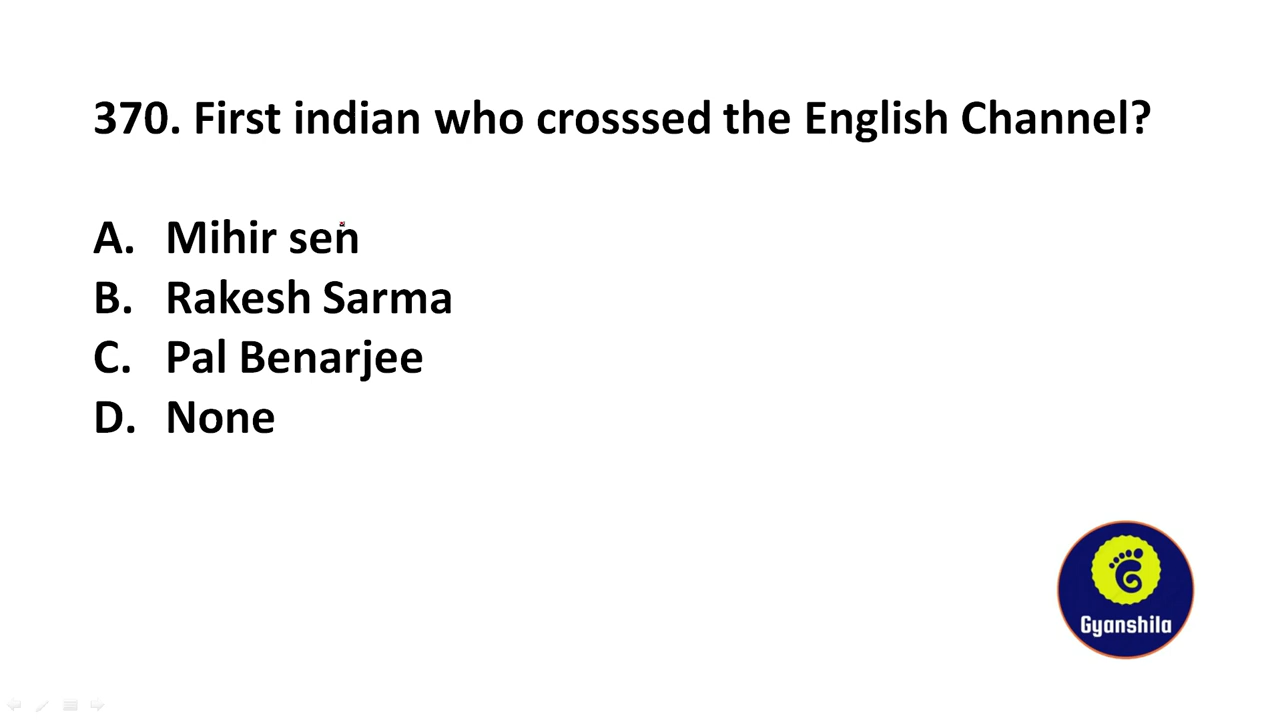 370. First indian who crosssed the English Channel?
A. Mihir sen
B. Rakesh Sarma
C. Pal Benarjee
D. None
Gyanshila